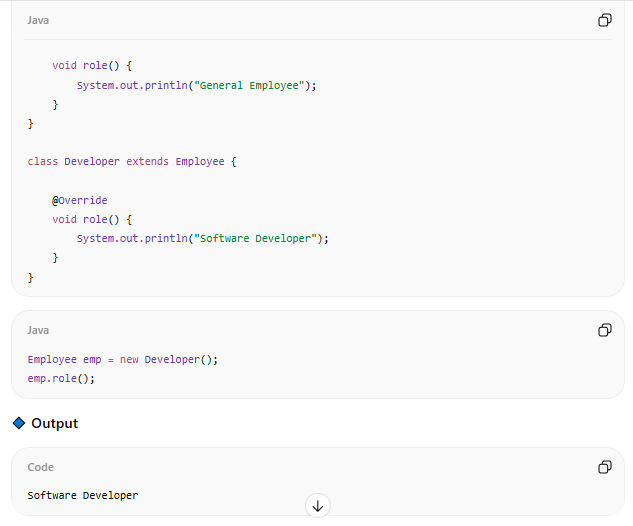 Java
void role() {
System.out.println("General Employee");
}
}
class Developer extends Employee {
@Override
void role() {
System.out.println("Software Developer");
}
}
Java
Employee emp = new Developer();
emp.role();
Output
Code
Software Developer